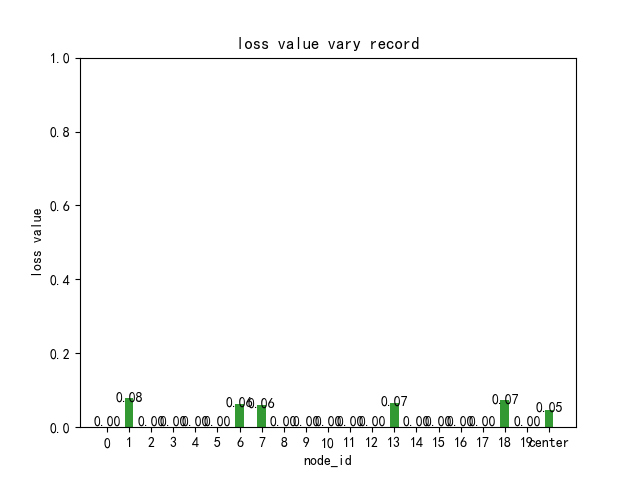 loss value vary record
1.0
0.8
0.6
0.4
0.2
0.0
loss value
0.00 0.08 0.00 0.00 0.00 0.00 0.06 0.06 0.00 0.00 0.00 0.00 0.00 0.07 0.00 0.00 0.00 0.00 0.07 0.00 0.05
0 1 2 3 4 5 6 7 8 9 10 11 12 13 14 15 16 17 18 19 center
node_id